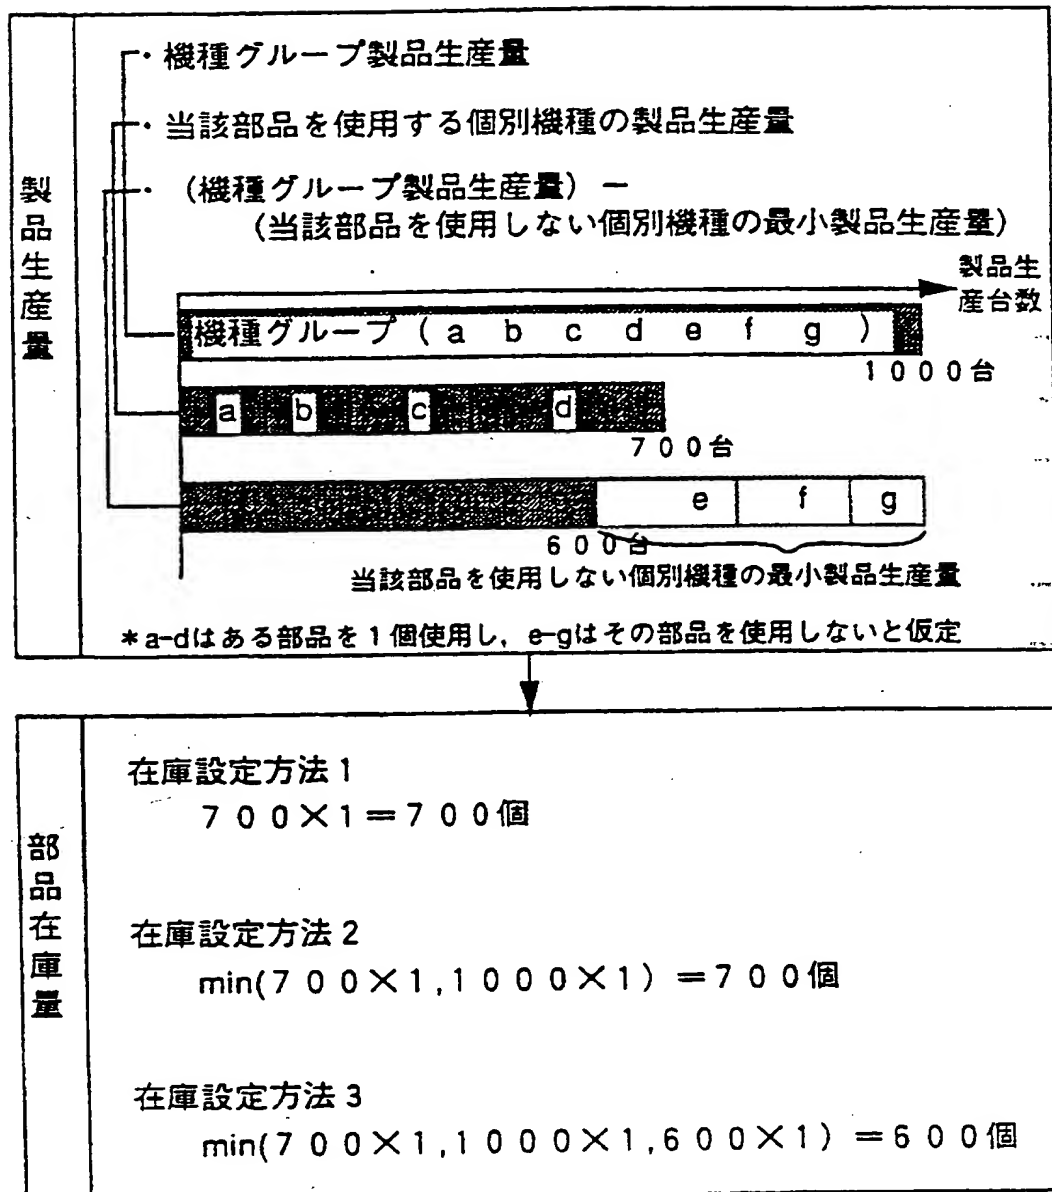 ・機種グループ製品生産量
・当該部品を使用する個別機種の製品生産量
・（機種グループ製品生産量）－
（当該部品を使用しない個別機種の最小製品生産量）
製品生産量
製品生
産台数
機種グループ（a b c d e f g）
1000台
a b c d
700台
e f g
600台
当該部品を使用しない個別機種の最小製品生産量
＊a-dはある部品を1個使用し，e-gはその部品を使用しないと仮定
部品在庫量
在庫設定方法1
700×1＝700個
在庫設定方法2
min(700×1,1000×1)＝700個
在庫設定方法3
min(700×1,1000×1,600×1)＝600個